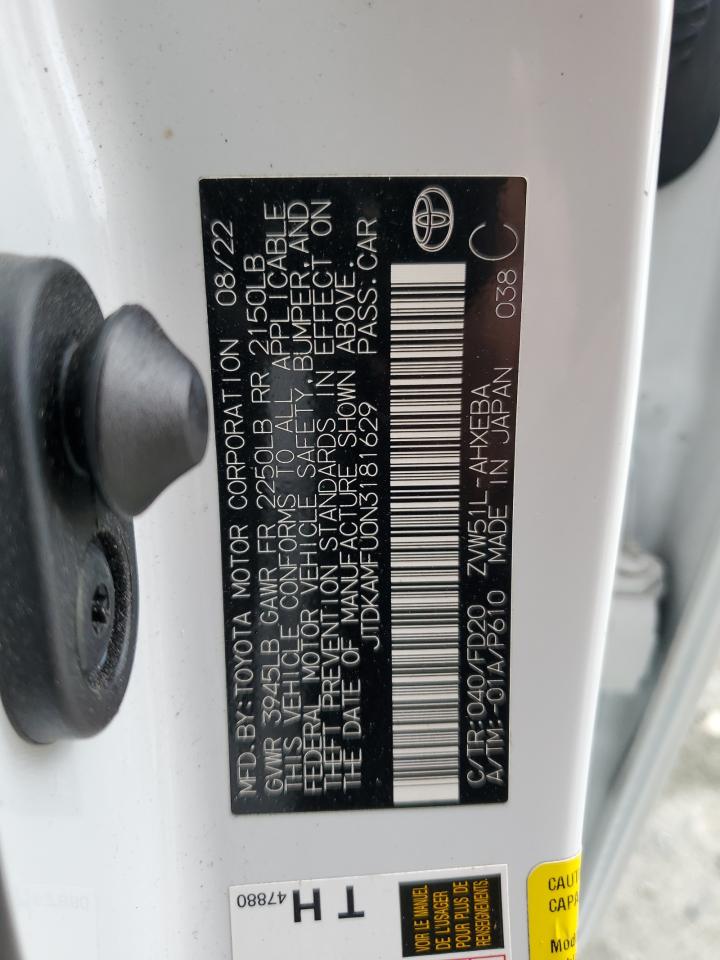 MFD.BY:TOYOTA MOTOR CORPORATION 08/22
GVWR 3945LB GAWR FR 2250LB RR 2150LB
THIS VEHICLE CONFORMS TO ALL APPLICABLE
FEDERAL MOTOR VEHICLE SAFETY,BUMPER,AND
THEFT PREVENTION STANDARDS IN EFFECT ON
THE DATE OF MANUFACTURE SHOWN ABOVE.
JTDKAMFU0N3181629 PASS.CAR
C/TR:040/FD20 ZVW51L-AHXEBA
A/TM:-01A/P610 MADE IN JAPAN 038 C
TH
47880
VOIR LE MANUEL
DE L'USAGER
POUR PLUS DE
RENSEIGNEMENTS.
CAUT
CAPA